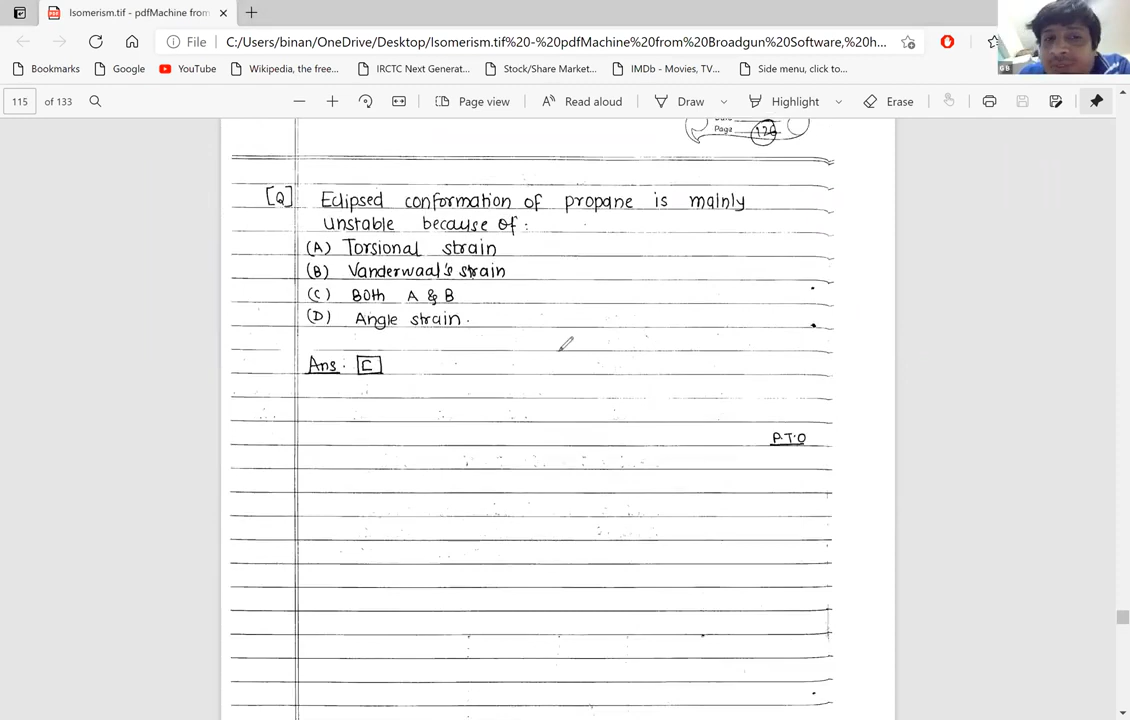 Isomerism.tif - pdfMachine from
File C:/Users/binan/OneDrive/Desktop/Isomerism.tif%20-%20pdfMachine%20from%20Broadgun%20Software,%20h...
Bookmarks Google YouTube Wikipedia, the free... IRCTC Next Generat... Stock/Share Market... IMDb - Movies, TV... Side menu, click to...
GB
115 of 133 Page view Read aloud Draw Highlight Erase
Page 126
[Q] Eclipsed conformation of propane is mainly
unstable because of:
(A) Torsional strain
(B) Vanderwaal's strain
(C) Both A & B
(D) Angle strain.
Ans. C
P.T.O